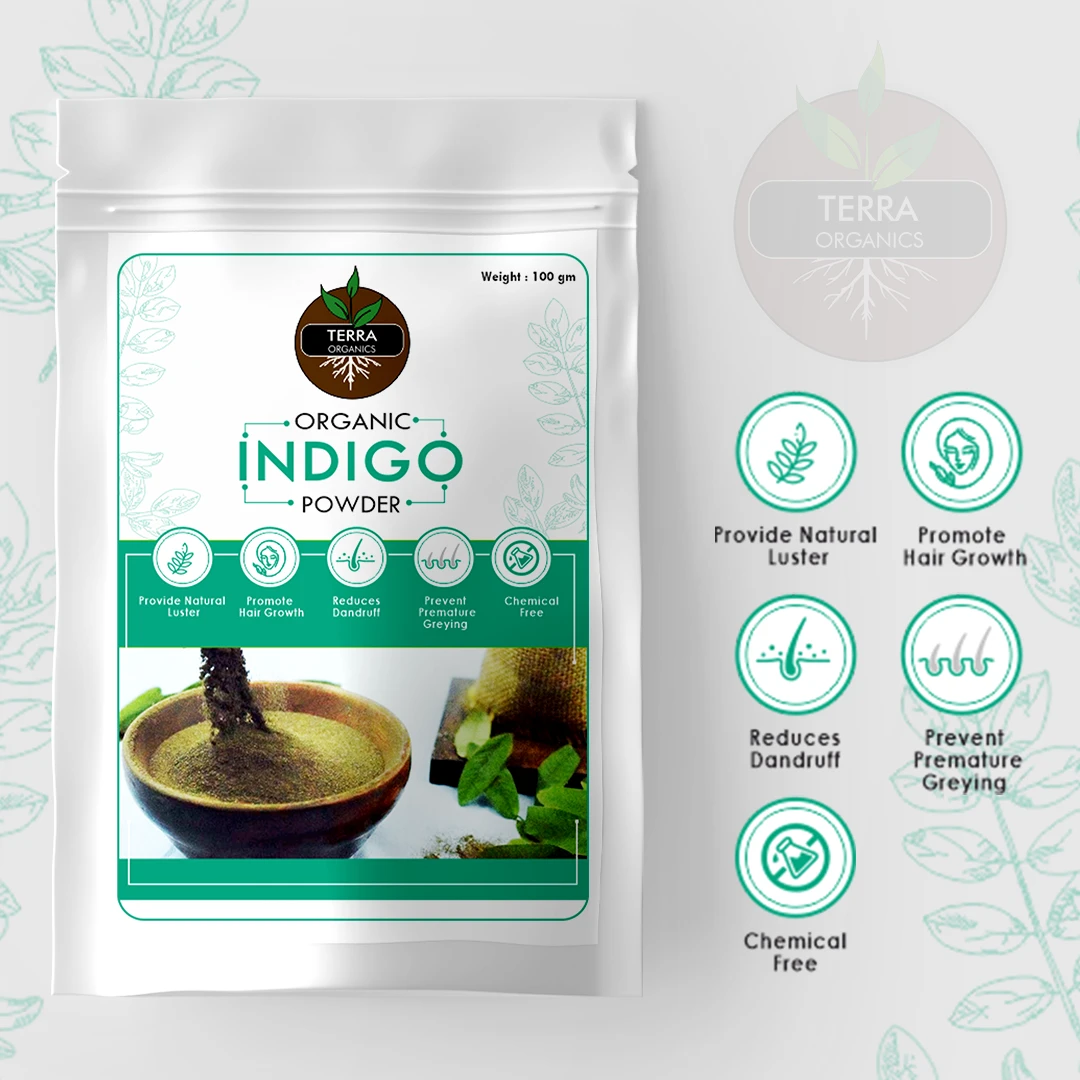 Weight : 100 gm
TERRA
ORGANICS
ORGANIC
INDIGO
POWDER
Provide Natural
Luster
Promote
Hair Growth
Reduces
Dandruff
Prevent
Premature
Greying
Chemical
Free
TERRA
ORGANICS
Provide Natural
Luster
Promote
Hair Growth
Reduces
Dandruff
Prevent
Premature
Greying
Chemical
Free